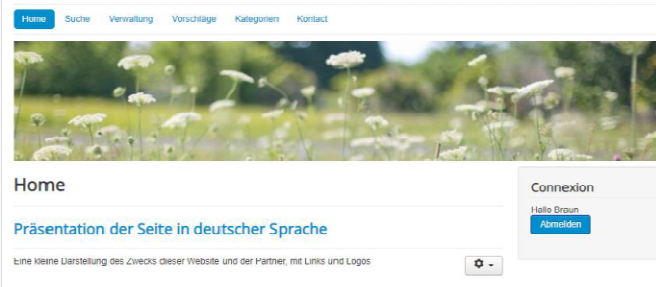 Home Suche Verwaltung Vorschläge Kategorien Kontact
Home
Präsentation der Seite in deutscher Sprache
Eine kleine Darstellung des Zwecks dieser Website und der Partner, mit Links und Logos
Connexion
Hallo Braun
Abmelden